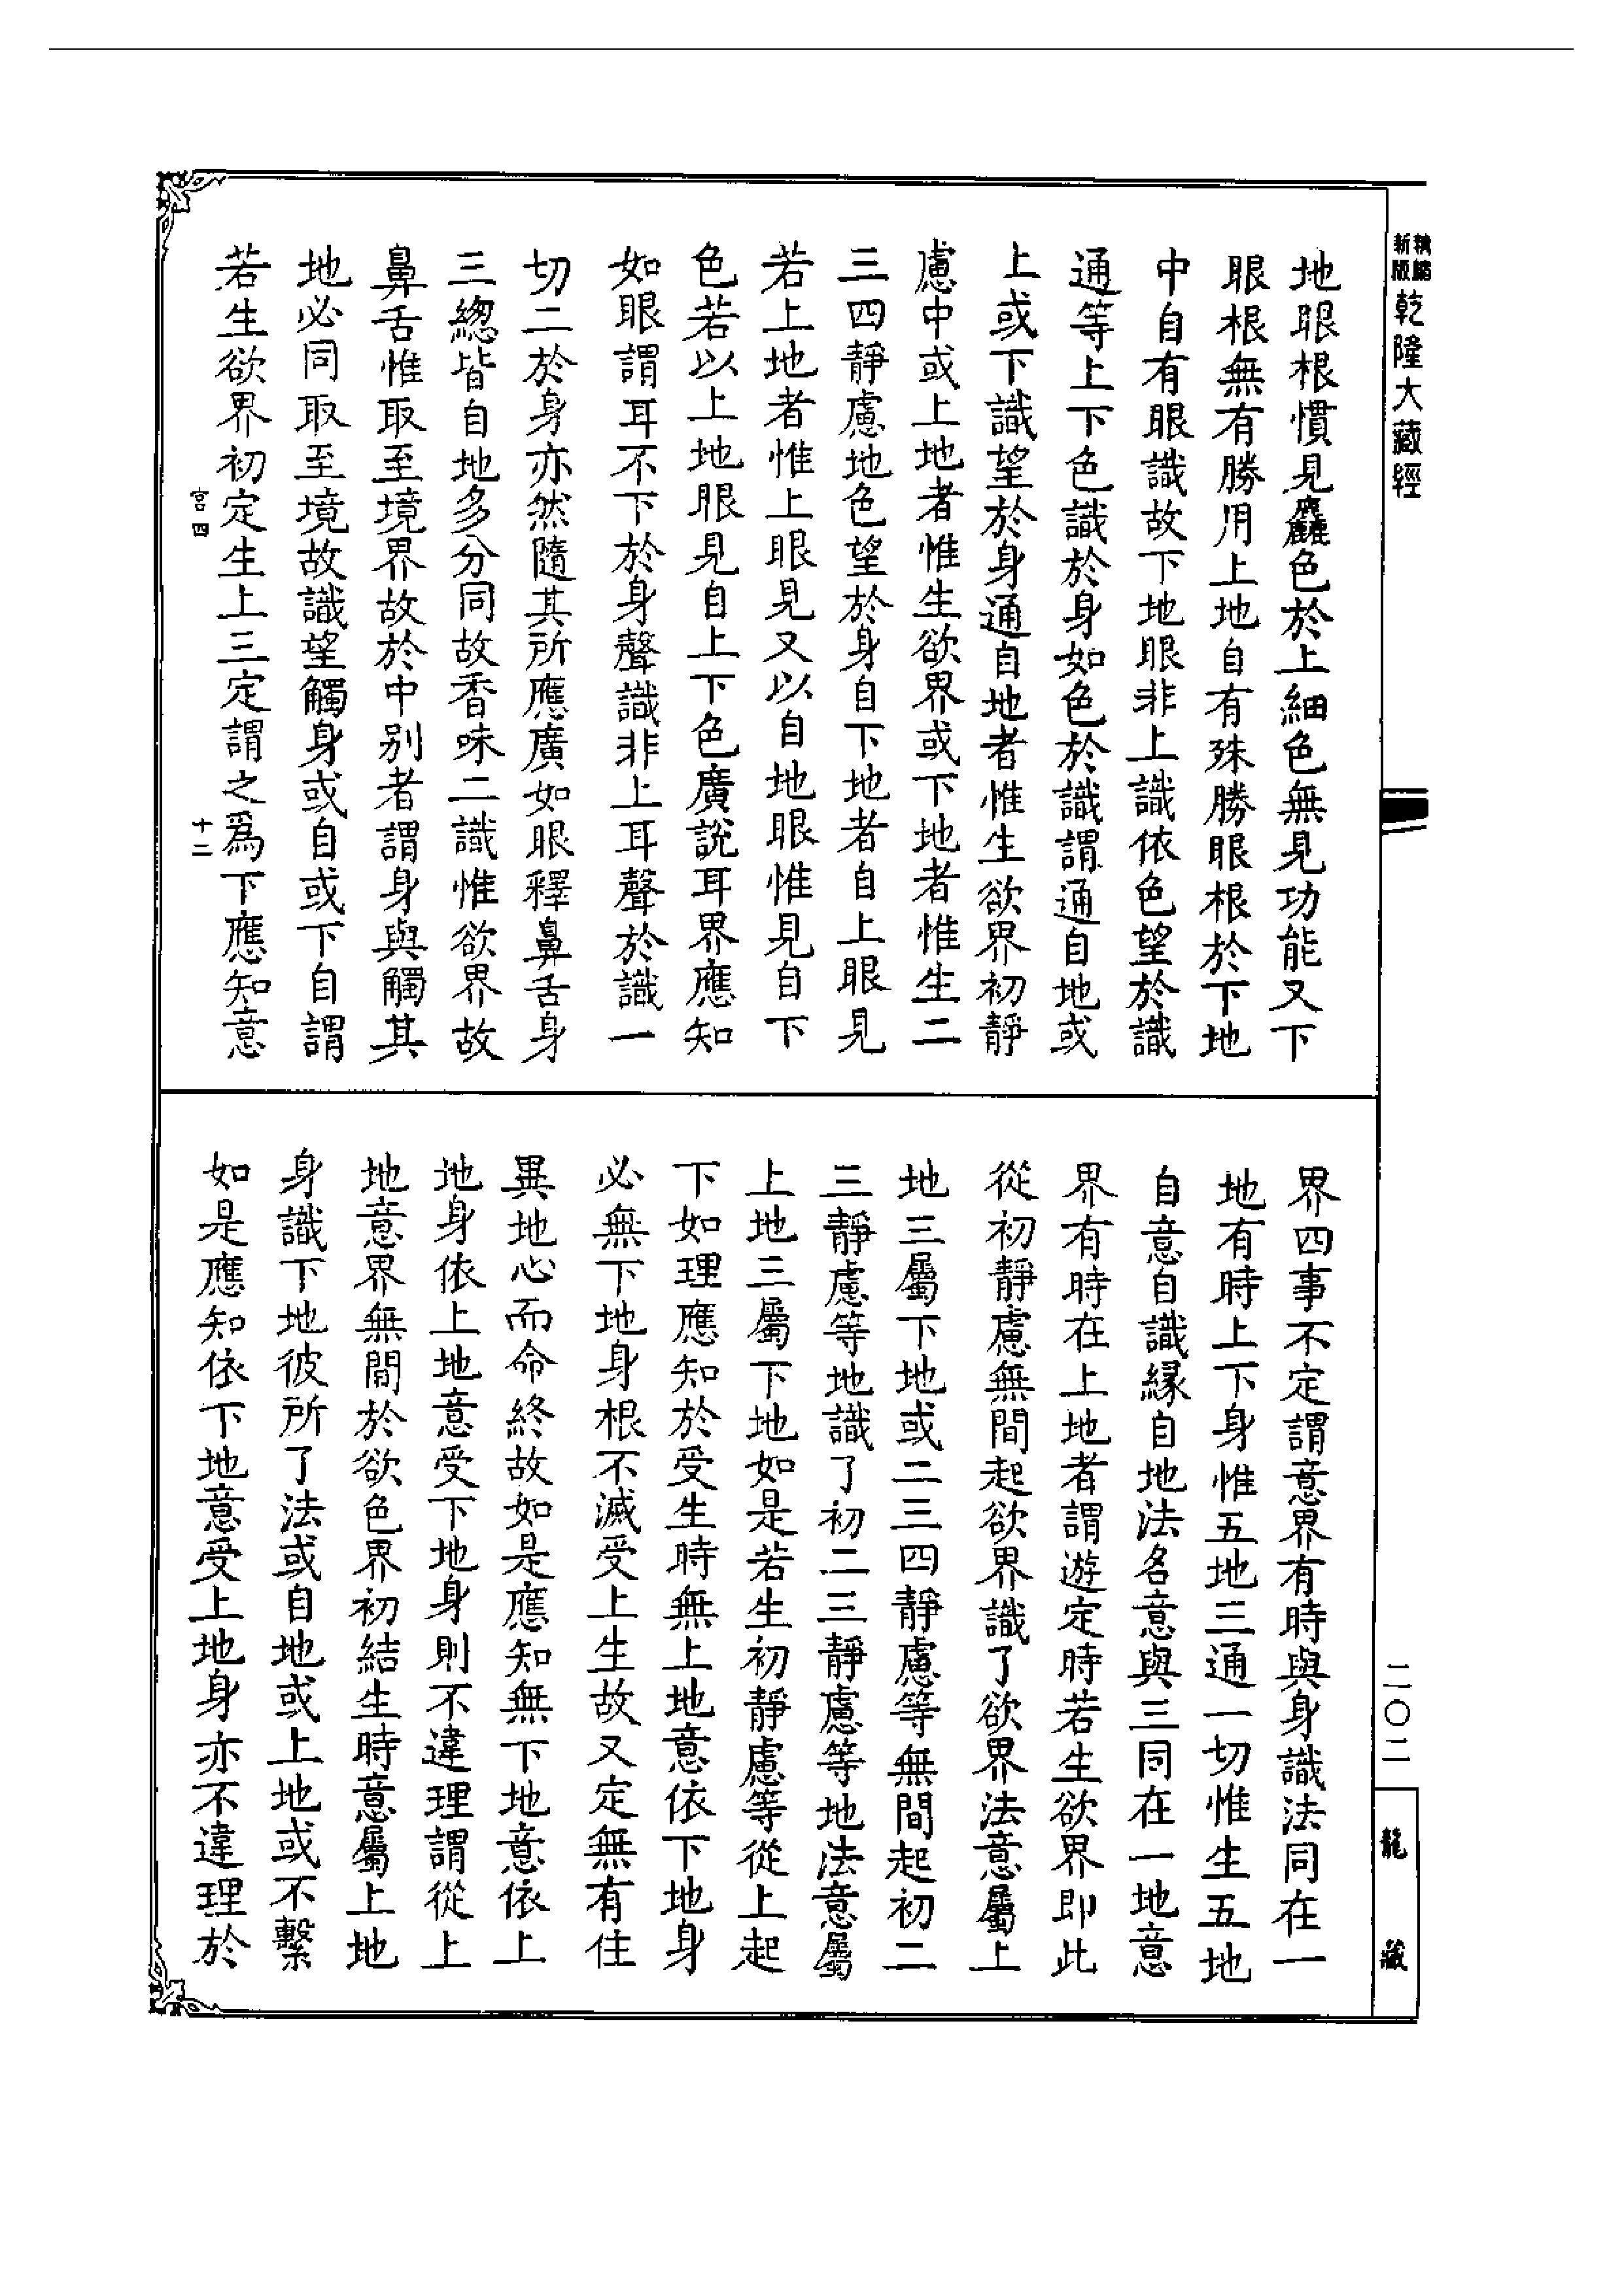 新版精縮乾隆大藏經
地眼根慣見麤色於上細色無見功能又下
眼根無有勝用上地自有殊勝眼根於下地
中自有眼識故下地眼非上識依色望於識
通等上下色識於身如色於識謂通自地或
上或下識望於身通自地者惟生欲界初靜
慮中或上地者惟生欲界或下地者惟生二
三四靜慮地色望於身自下地者自上眼見
若上地者惟上眼見又以自地眼惟見自下
色若以上地眼見自上下色廣說耳界應知
如眼謂耳不下於身聲識非上耳聲於識一
切二於身亦然隨其所應廣如眼釋鼻舌身
三緫皆自地多分同故香味二識惟欲界故
鼻舌惟取至境界故於中別者謂身與觸其
地必同取至境故識望觸身或自或下自謂
若生欲界初定生上三定謂之爲下應知意
宮四 十二
界四事不定謂意界有時與身識法同在一
地有時上下身惟五地三通一切惟生五地
自意自識緣自地法名意與三同在一地意
界有時在上地者謂遊定時若生欲界即此
從初靜慮無間起欲界識了欲界法意屬上
地三屬下地或二三四靜慮等無間起初二
三靜慮等地識了初二三靜慮等地法意屬
上地三屬下地如是若生初靜慮等從上起
下如理應知於受生時無上地意依下地身
必無下地身根不滅受上生故又定無有住
異地心而命終故如是應知無下地意依上
地身依上地意受下地身則不違理謂從上
地意界無間於欲色界初結生時意屬上地
身識下地彼所了法或自地或上地或不繫
如是應知依下地意受上地身亦不違理於
二〇二
龍藏